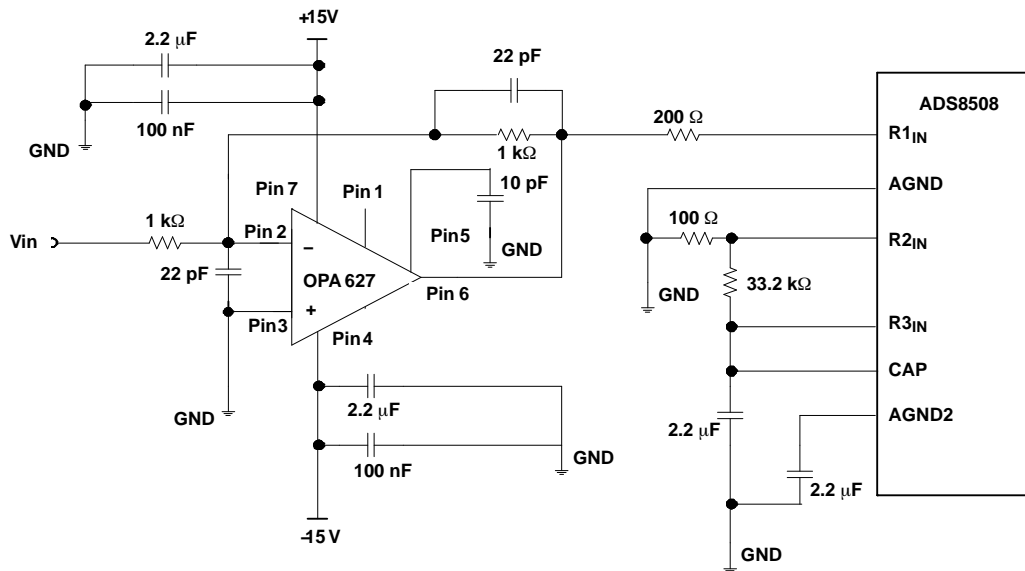 +15V
2.2 μF
100 nF
GND
22 pF
1 kΩ
200 Ω
ADS8508
R1IN
AGND
R2IN
R3IN
CAP
AGND2
10 pF
GND
Pin 7
Pin 1
Pin5
Vin
1 kΩ
Pin 2
22 pF
Pin3
OPA 627
–
+
Pin 6
Pin4
GND
100 Ω
GND
33.2 kΩ
2.2 μF
100 nF
GND
–15 V
2.2 μF
2.2 μF
GND